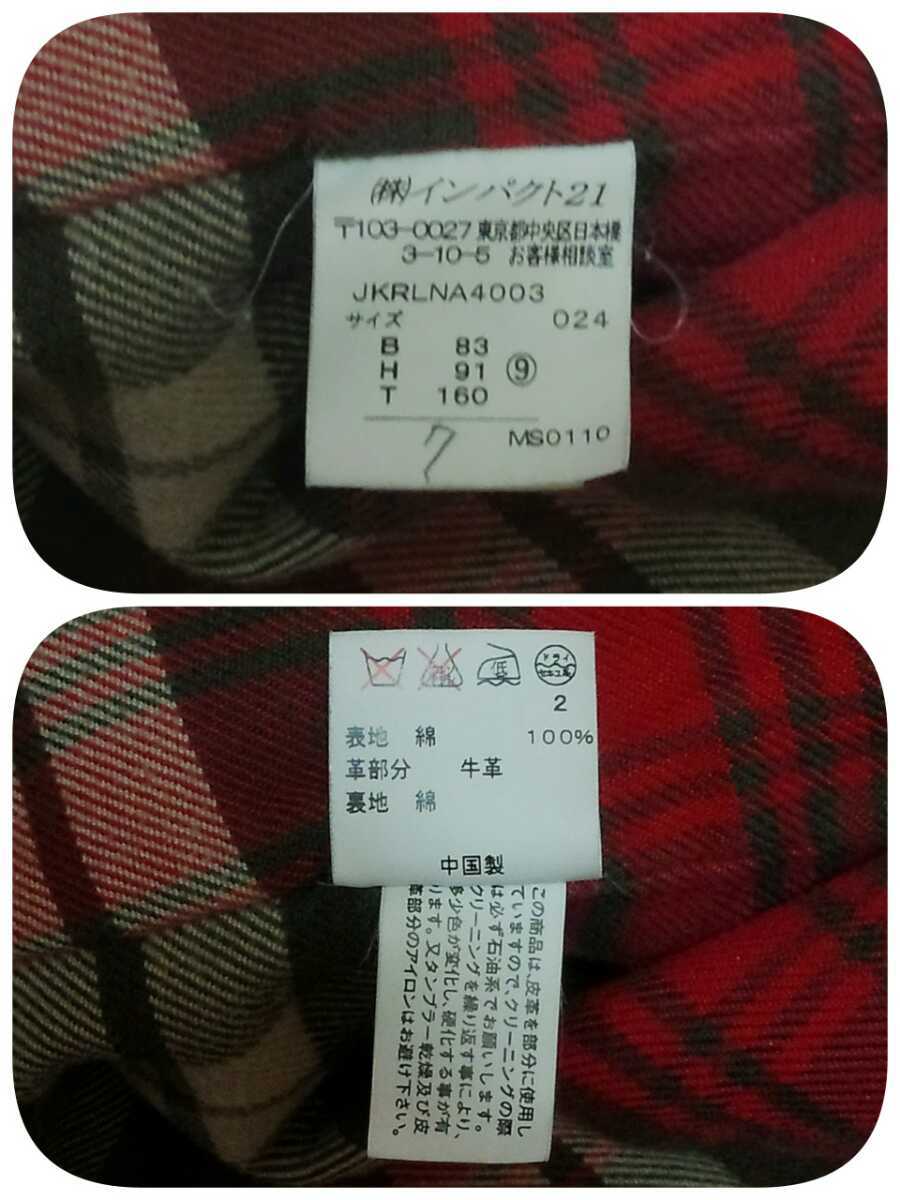 ㈱インパクト21
〒103-0027 東京都中央区日本橋
3-10-5 お客様相談室
JKRLNA4003
サイズ 024
B 83
H 91 ⑨
T 160
7 MS0110
低 ドライ
セキユ系
2
表地 綿 100%
革部分 牛革
裏地 綿
中国製
この商品は、皮革を部分に使用し
ていますので、クリーニングの際
は必ず石油系でお願いします。
クリーニングを繰り返す事により、
多少色が変化し、硬化する事が有
ります。又タンブラー乾燥及び皮
革部分のアイロンはお避け下さい。